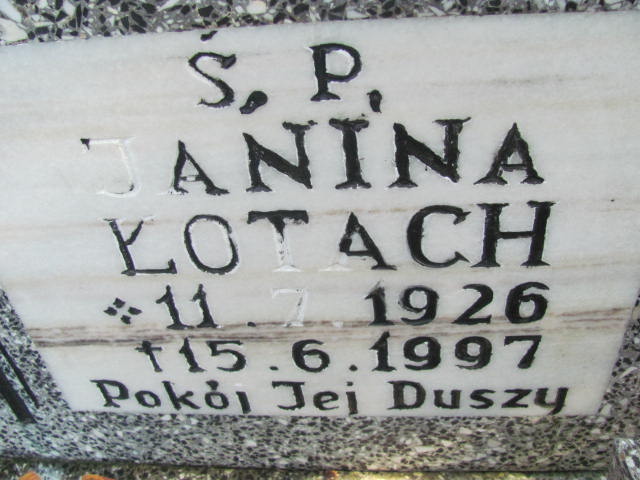 Ś, P,
JANINA
ŁOTACH
* 11.7.1926
† 15.6.1997
Pokój Jej Duszy